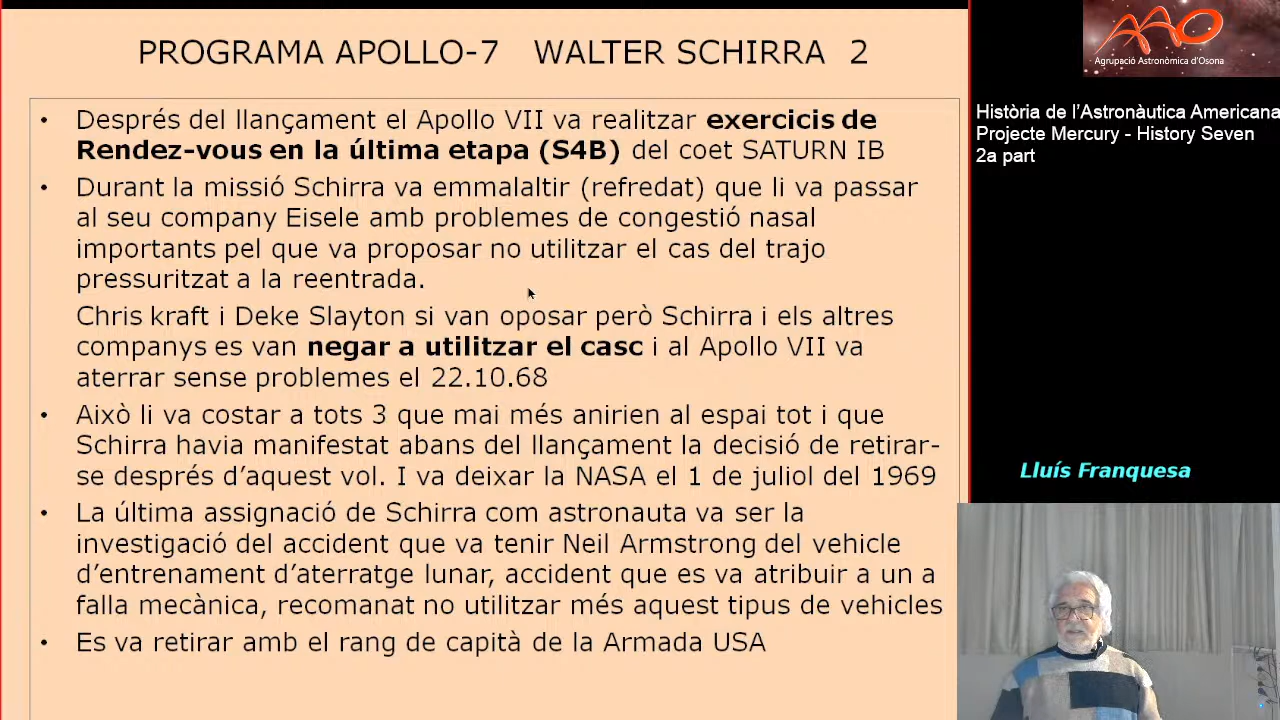 PROGRAMA APOLLO-7 WALTER SCHIRRA 2
• Després del llançament el Apollo VII va realitzar exercicis de
Rendez-vous en la última etapa (S4B) del coet SATURN IB
• Durant la missió Schirra va emmalaltir (refredat) que li va passar
al seu company Eisele amb problemes de congestió nasal
importants pel que va proposar no utilitzar el cas del trajo
pressuritzat a la reentrada.
Chris kraft i Deke Slayton si van oposar però Schirra i els altres
companys es van negar a utilitzar el casc i al Apollo VII va
aterrar sense problemes el 22.10.68
• Això li va costar a tots 3 que mai més anirien al espai tot i que
Schirra havia manifestat abans del llançament la decisió de retirar-
se després d’aquest vol. I va deixar la NASA el 1 de juliol del 1969
• La última assignació de Schirra com astronauta va ser la
investigació del accident que va tenir Neil Armstrong del vehicle
d’entrenament d’aterratge lunar, accident que es va atribuir a un a
falla mecànica, recomanat no utilitzar més aquest tipus de vehicles
• Es va retirar amb el rang de capità de la Armada USA
AAO
Agrupació Astronòmica d'Osona
Història de l’Astronàutica Americana
Projecte Mercury - History Seven
2a part
Lluís Franquesa